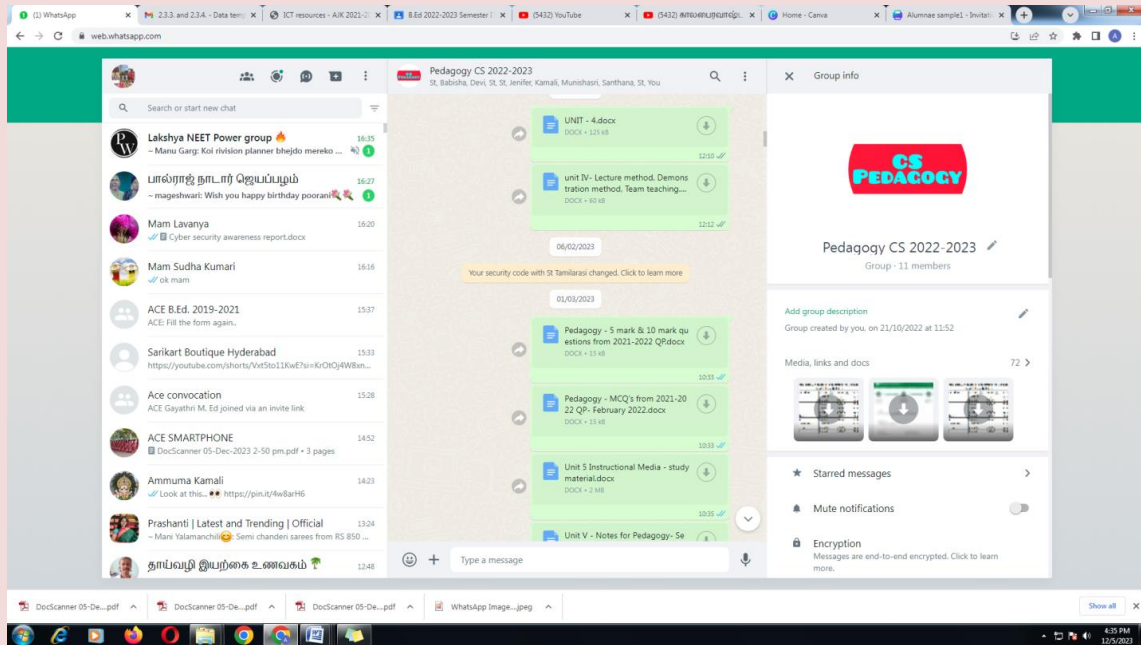 (1) WhatsApp
2.3.3. and 2.3.4. - Data temp
ICT resources - AJK 2021-2
B.Ed 2022-2023 Semester I
(5432) YouTube
(5432)
Home - Canva
Alumnae sample1 - Invitati
web.whatsapp.com
Search or start new chat
Lakshya NEET Power group 🔥
16:35
~ Manu Garg: Koi rivision planner bhejdo mereko ...
1
பால்ராஜ் நாடார் ஜெயப்பழம்
16:27
~ mageshwari: Wish you happy birthday poorani💐💐
1
Mam Lavanya
16:20
Cyber security awareness report.docx
Mam Sudha Kumari
16:16
ok mam
ACE B.Ed. 2019-2021
15:37
ACE: Fill the form again..
Sarikart Boutique Hyderabad
15:33
https://youtube.com/shorts/Vxt5to11KwE?si=KrOtOj4W8xn...
Ace convocation
15:28
ACE Gayathri M. Ed joined via an invite link
ACE SMARTPHONE
14:52
DocScanner 05-Dec-2023 2-50 pm.pdf • 3 pages
Ammuma Kamali
14:23
Look at this... 👀 https://pin.it/4w8arH6
Prashanti | Latest and Trending | Official
13:24
~ Mani Yalamanchili😊: Semi chanderi sarees from RS 850 ...
தாய்வழி இயற்கை உணவகம் 🌴
12:48
Pedagogy CS 2022-2023
St, Babisha, Devi, St, St, Jenifer, Kamali, Munishasri, Santhana, St, You
UNIT - 4.docx
DOCX • 125 kB
12:10
unit IV- Lecture method. Demons
tration method. Team teaching....
DOCX • 60 kB
12:12
06/02/2023
Your security code with St Tamilarasi changed. Click to learn more
01/03/2023
Pedagogy - 5 mark & 10 mark qu
estions from 2021-2022 QP.docx
DOCX • 15 kB
10:33
Pedagogy - MCQ's from 2021-20
22 QP- February 2022.docx
DOCX • 15 kB
10:33
Unit 5 Instructional Media - study
material.docx
DOCX • 2 MB
10:35
Unit V - Notes for Pedagogy- Se
Type a message
Group info
CS
PEDAGOGY
Pedagogy CS 2022-2023
Group · 11 members
Add group description
Group created by you, on 21/10/2022 at 11:52
Media, links and docs
72
Starred messages
Mute notifications
Encryption
Messages are end-to-end encrypted. Click to learn
more.
DocScanner 05-De....pdf
DocScanner 05-De....pdf
DocScanner 05-De....pdf
DocScanner 05-De....pdf
WhatsApp Image....jpeg
Show all
4:35 PM
12/5/2023